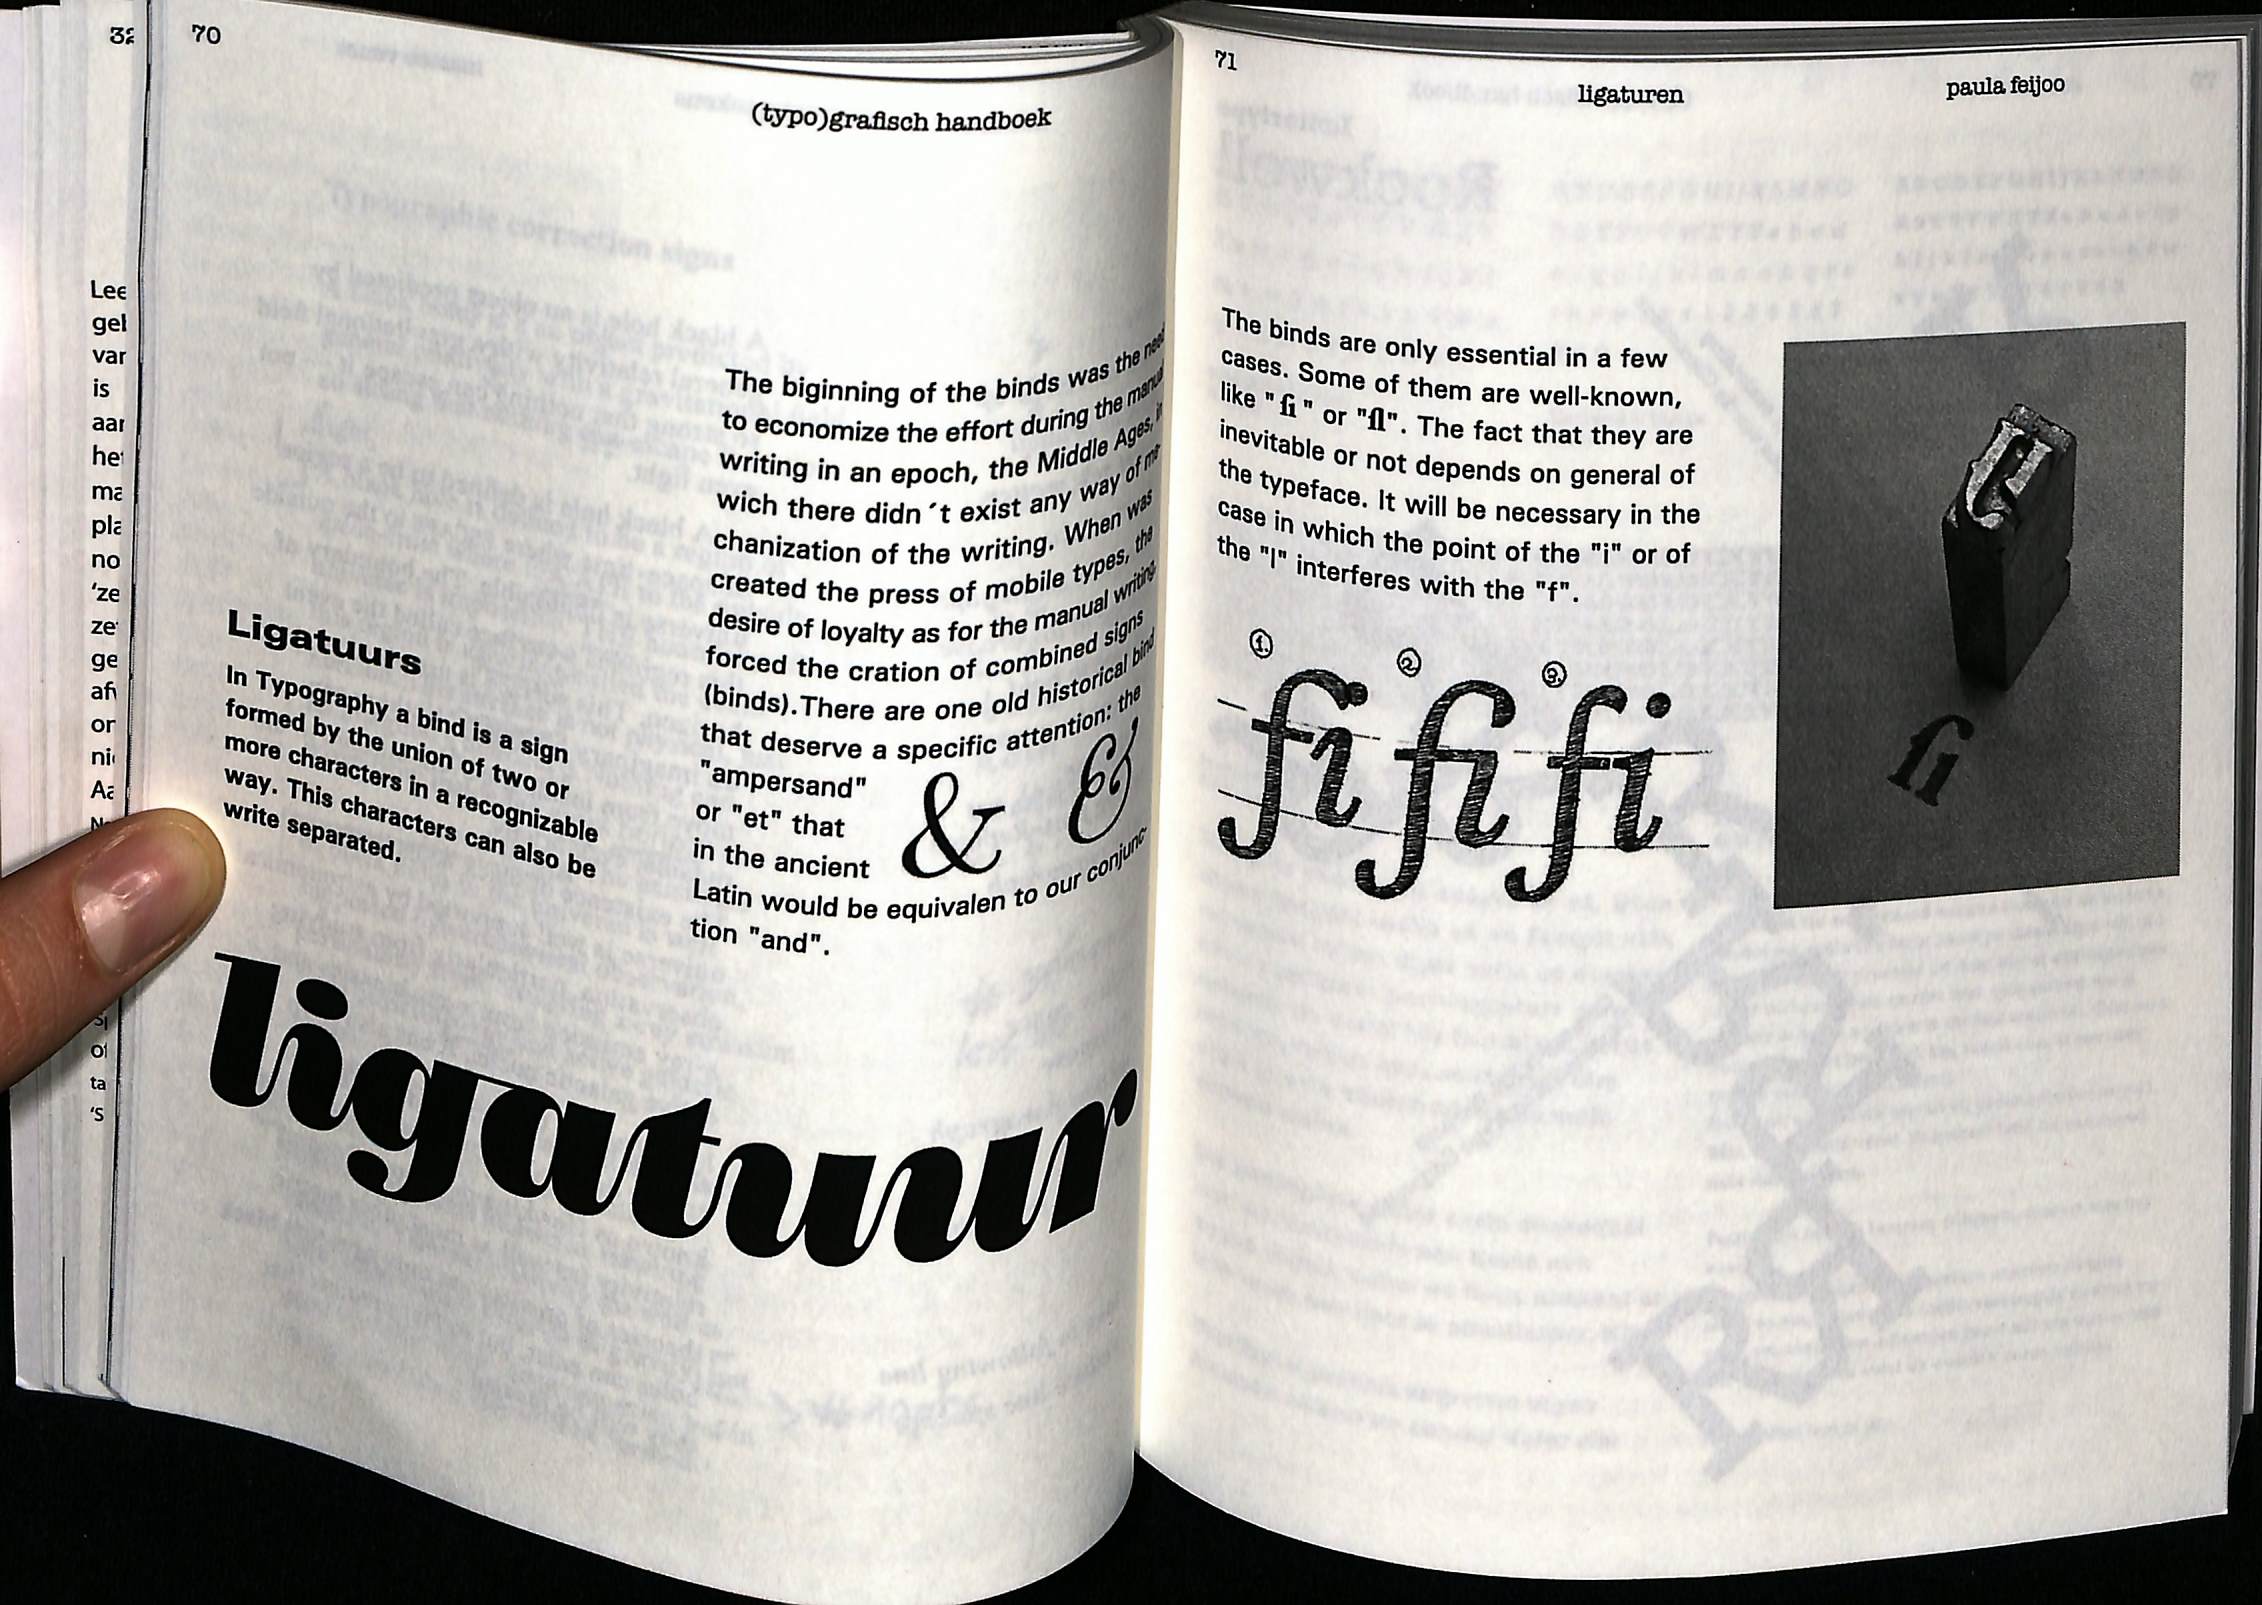 32
Lee
gel
var
is
aar
het
ma
pla
no
‘ze
ze
ge
afv
or
ni
Aa
of
ta
‘S
70
(typo)grafisch handboek
Ligatuurs
In Typography a bind is a sign
formed by the union of two or
more characters in a recognizable
way. This characters can also be
write separated.
The biginning of the binds was the need
to economize the effort during the manual
writing in an epoch, the Middle Ages, in
wich there didn´t exist any way of me-
chanization of the writing. When was
created the press of mobile types, the
desire of loyalty as for the manual writing,
forced the cration of combined signs
(binds).There are one old historical bind
that deserve a specific attention: the
"ampersand"
or "et" that
in the ancient
Latin would be equivalen to our conjunc-
tion "and".
& &
ligatuur
71
ligaturen
paula feijoo
The binds are only essential in a few
cases. Some of them are well-known,
like "fi" or "fl". The fact that they are
inevitable or not depends on general of
the typeface. It will be necessary in the
case in which the point of the "i" or of
the "l" interferes with the "f".
1. 2. 3.
fi fi fi
fi